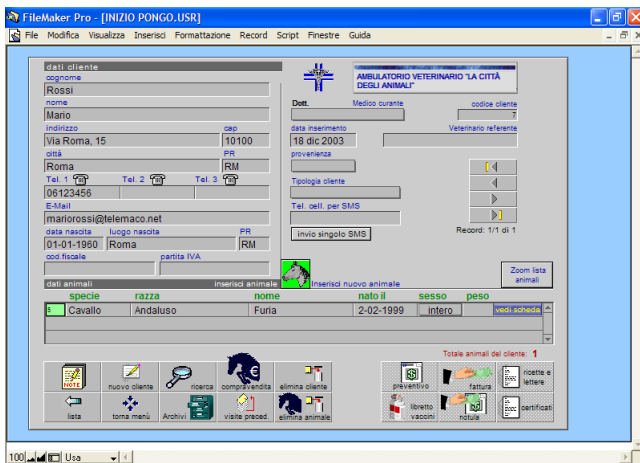 FileMaker Pro - [INIZIO PONGO.USR]
File Modifica Visualizza Inserisci Formattazione Record Script Finestre Guida
dati cliente
cognome
Rossi
nome
Mario
indirizzo cap
Via Roma, 15 10100
città PR
Roma RM
Tel. 1 Tel. 2 Tel. 3
06123456
E-Mail
mariorossi@telemaco.net
data nascita luogo nascita PR
01-01-1960 Roma RM
cod.fiscale partita IVA
AMBULATORIO VETERINARIO "LA CITTÀ
DEGLI ANIMALI"
Dott. Medico curante codice cliente
7
data inserimento Veterinario referente
18 dic 2003
provenienza
Tipologia cliente
Tel. cell. per SMS
invio singolo SMS
Record: 1/1 di 1
Zoom lista
animali
dati animali inserisci animale Inserisci nuovo animale
specie razza nome nato il sesso peso
Cavallo Andaluso Furia 2-02-1999 intero vedi scheda
Totale animali del cliente: 1
NOTE nuovo cliente ricerca compravendita elimina cliente preventivo fattura ricette e
lettere
lista torna menù Archivi visite preced. elimina animale libretto
vaccini notula certificati
100 Usa